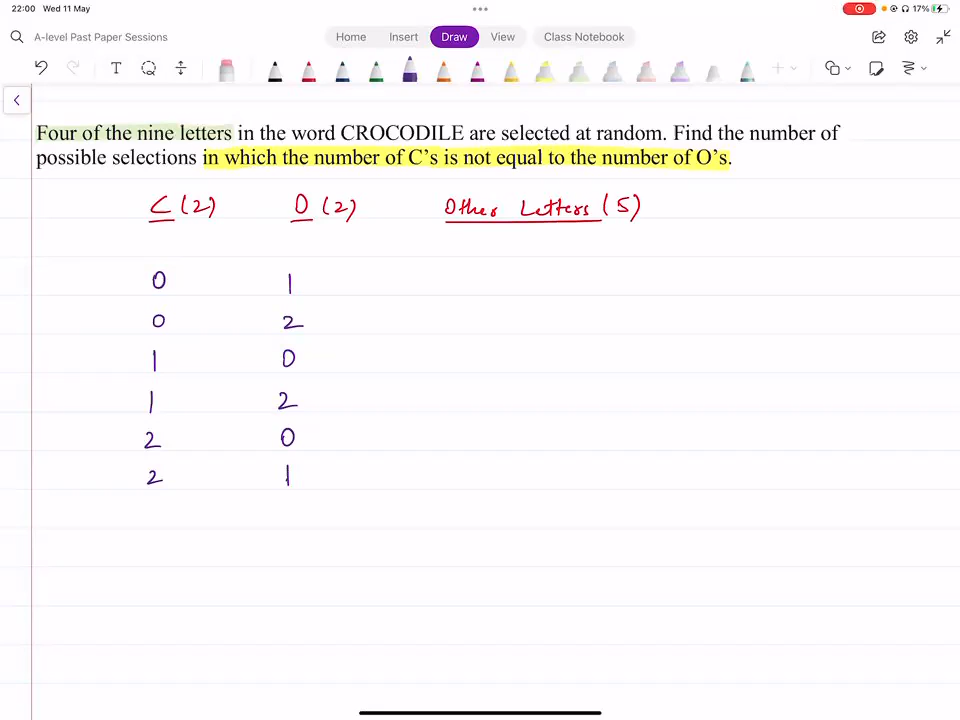 22:00 Wed 11 May
17%
A-level Past Paper Sessions
Home Insert Draw View Class Notebook
Four of the nine letters in the word CROCODILE are selected at random. Find the number of
possible selections in which the number of C's is not equal to the number of O's.
C (2) O (2) Other Letters (5)
0 1
0 2
1 0
1 2
2 0
2 1